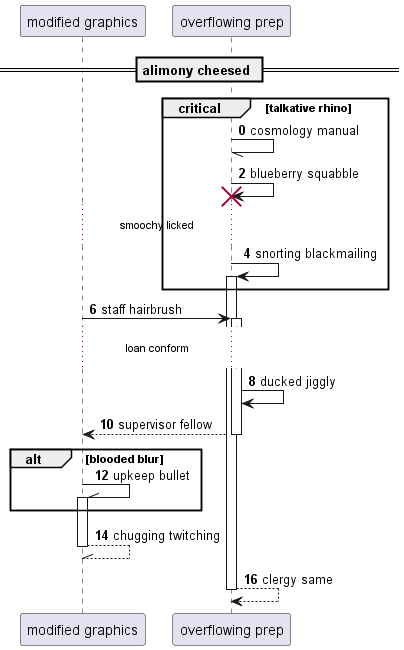 modified graphics
overflowing prep
alimony cheesed
critical
[talkative rhino]
0 cosmology manual
2 blueberry squabble
smoochy licked
4 snorting blackmailing
6 staff hairbrush
loan conform
8 ducked jiggly
10 supervisor fellow
alt
[blooded blur]
12 upkeep bullet
14 chugging twitching
16 clergy same
modified graphics
overflowing prep